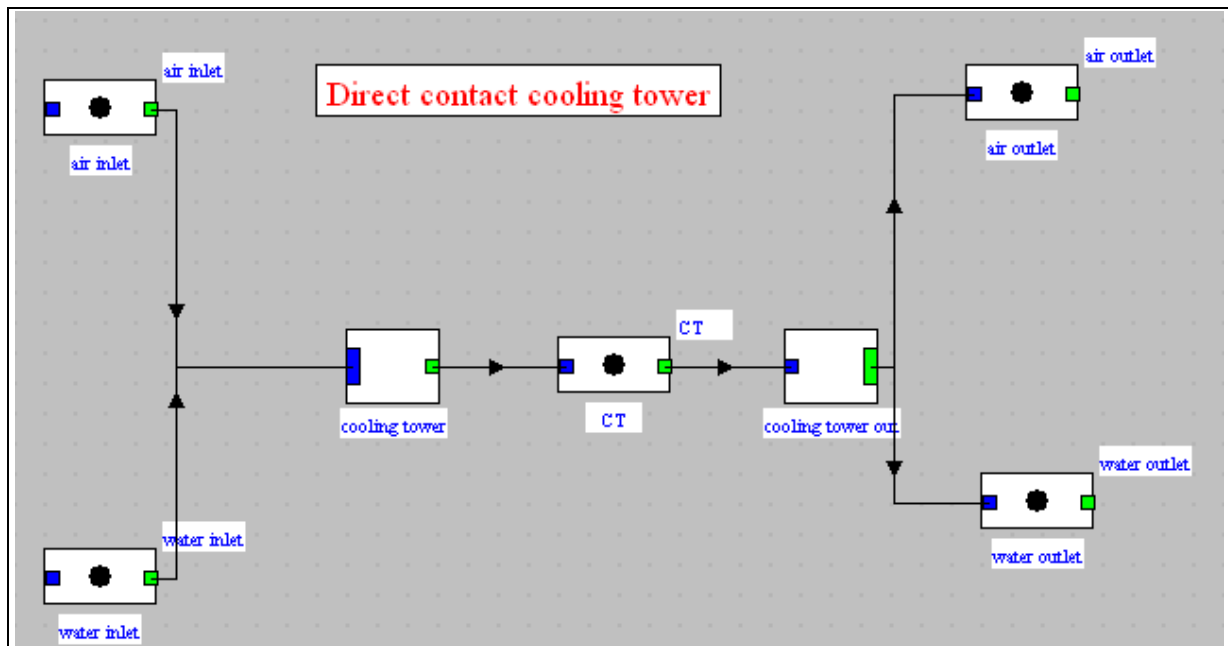 air inlet
air inlet
Direct contact cooling tower
air outlet
air outlet
cooling tower
CT
CT
cooling tower out
water inlet
water inlet
water outlet
water outlet